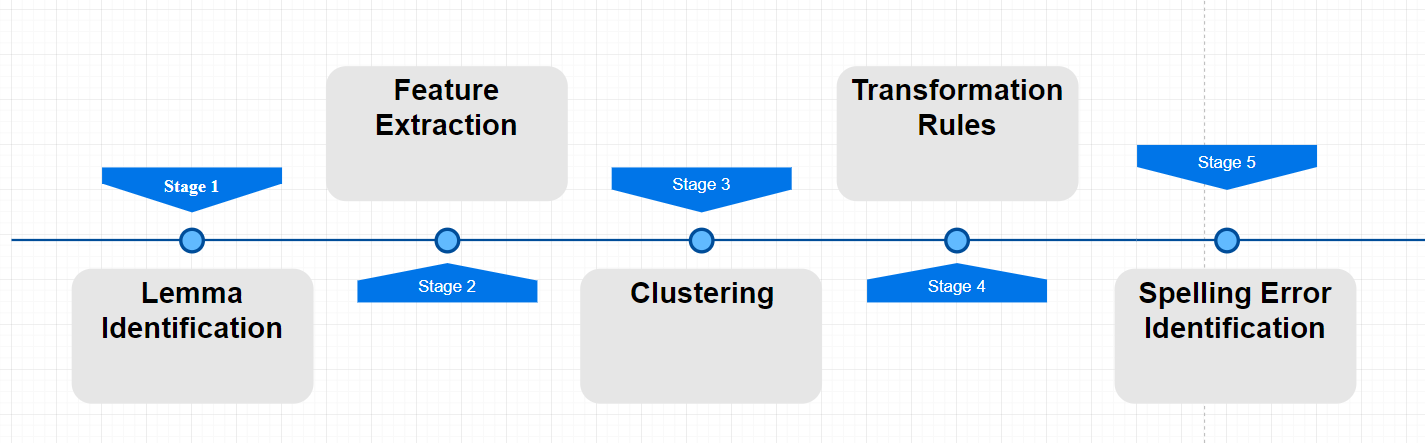 Stage 1
Lemma
Identification
Feature
Extraction
Stage 2
Stage 3
Clustering
Transformation
Rules
Stage 4
Stage 5
Spelling Error
Identification